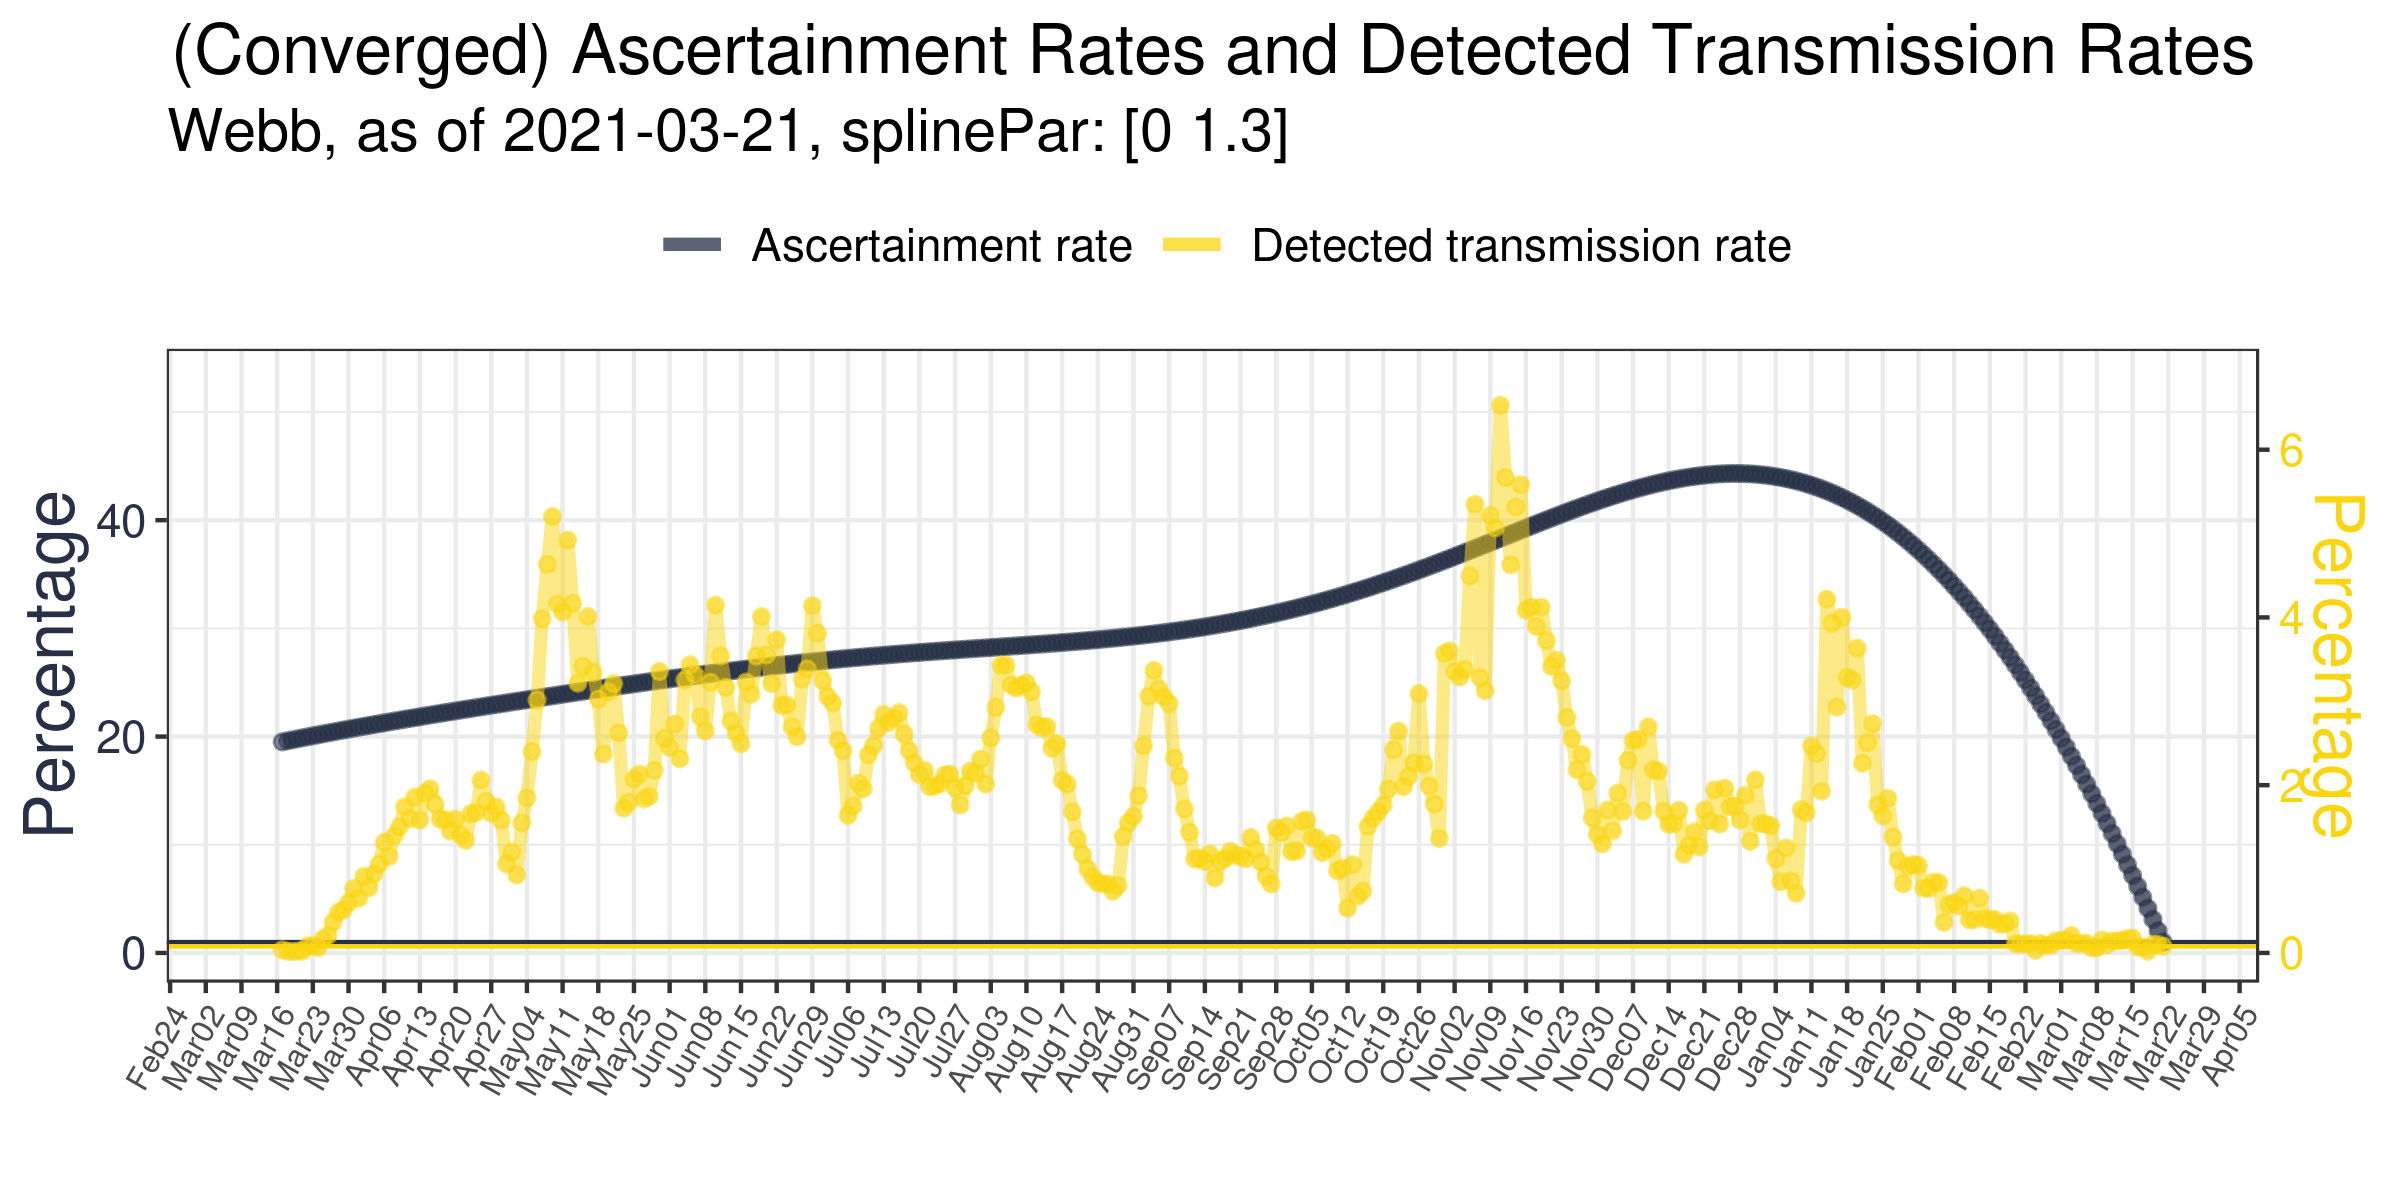 (Converged) Ascertainment Rates and Detected Transmission Rates
Webb, as of 2021-03-21, splinePar: [0 1.3]
Ascertainment rate
Detected transmission rate
Percentage
40
20
0
6
4
2
0
Percentage
Feb24
Mar02
Mar09
Mar16
Mar23
Mar30
Apr06
Apr13
Apr20
Apr27
May04
May11
May18
May25
Jun01
Jun08
Jun15
Jun22
Jun29
Jul06
Jul13
Jul20
Jul27
Aug03
Aug10
Aug17
Aug24
Aug31
Sep07
Sep14
Sep21
Sep28
Oct05
Oct12
Oct19
Oct26
Nov02
Nov09
Nov16
Nov23
Nov30
Dec07
Dec14
Dec21
Dec28
Jan04
Jan11
Jan18
Jan25
Feb01
Feb08
Feb15
Feb22
Mar01
Mar08
Mar15
Mar22
Mar29
Apr05